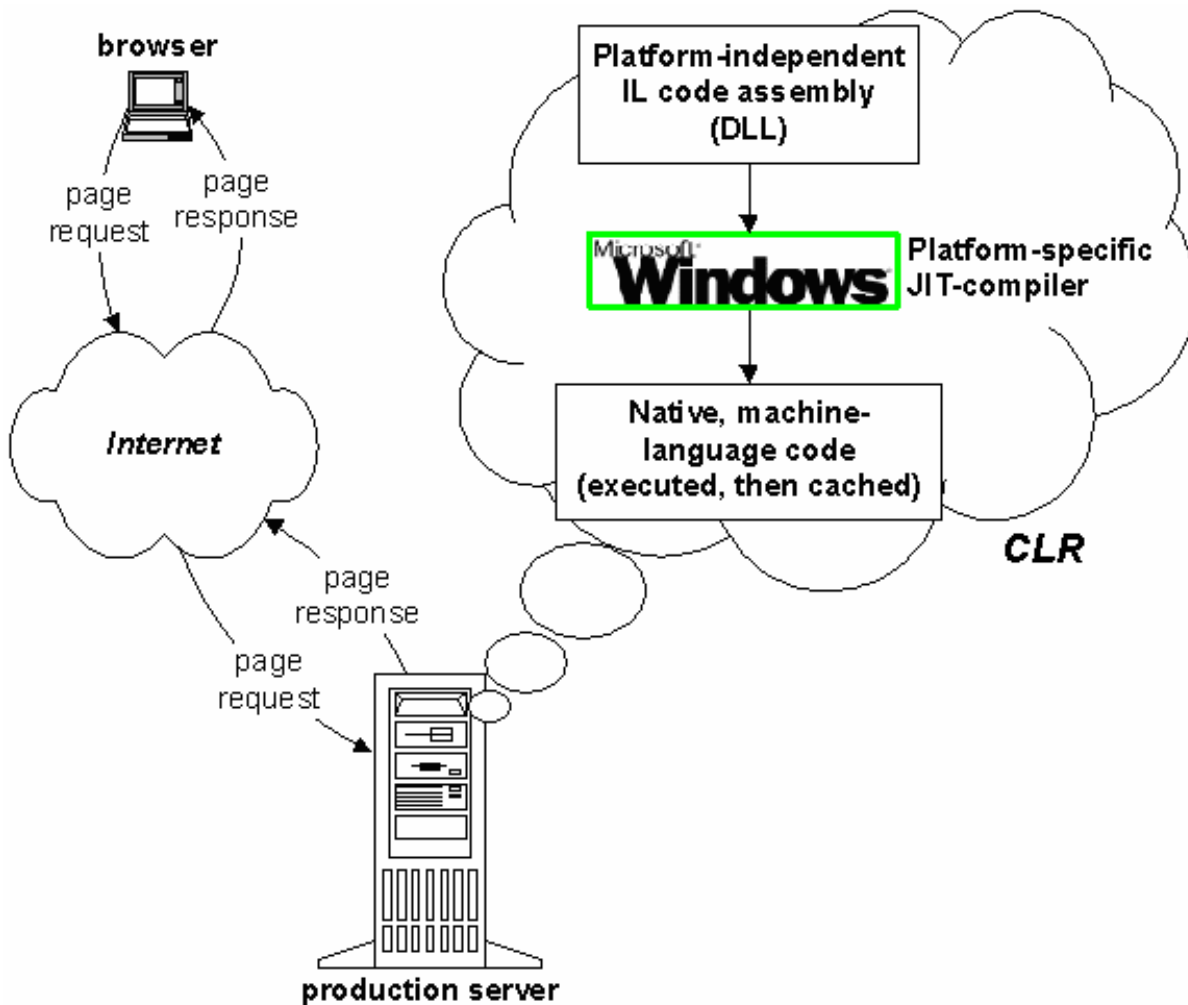 browser
page
request
page
response
Internet
page
response
page
request
production server
Platform-independent
IL code assembly
(DLL)
Microsoft
Windows
Platform-specific
JIT-compiler
Native, machine-
language code
(executed, then cached)
CLR